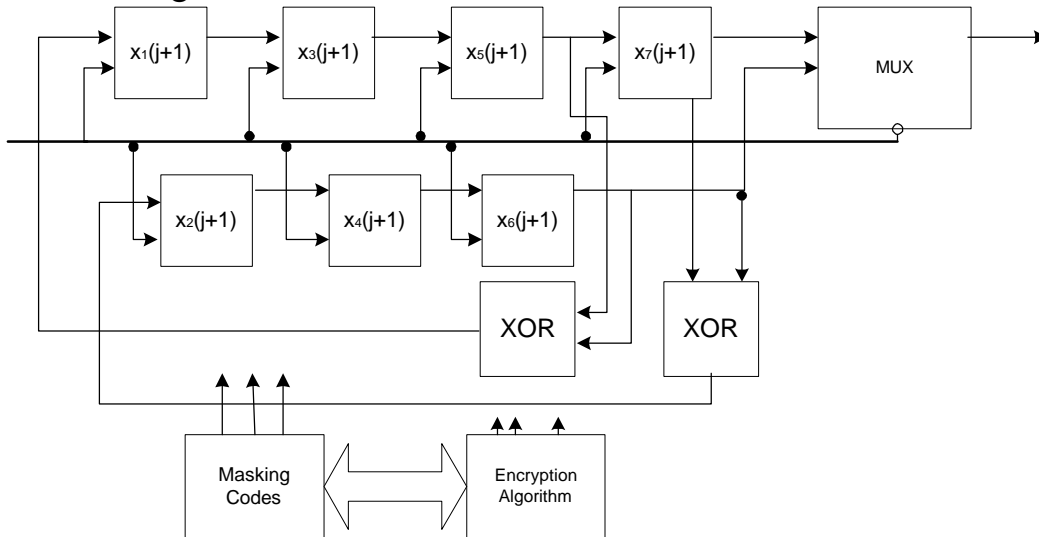 x1(j+1) x3(j+1) x5(j+1) x7(j+1) MUX
x2(j+1) x4(j+1) x6(j+1)
XOR XOR
Masking
Codes
Encryption
Algorithm